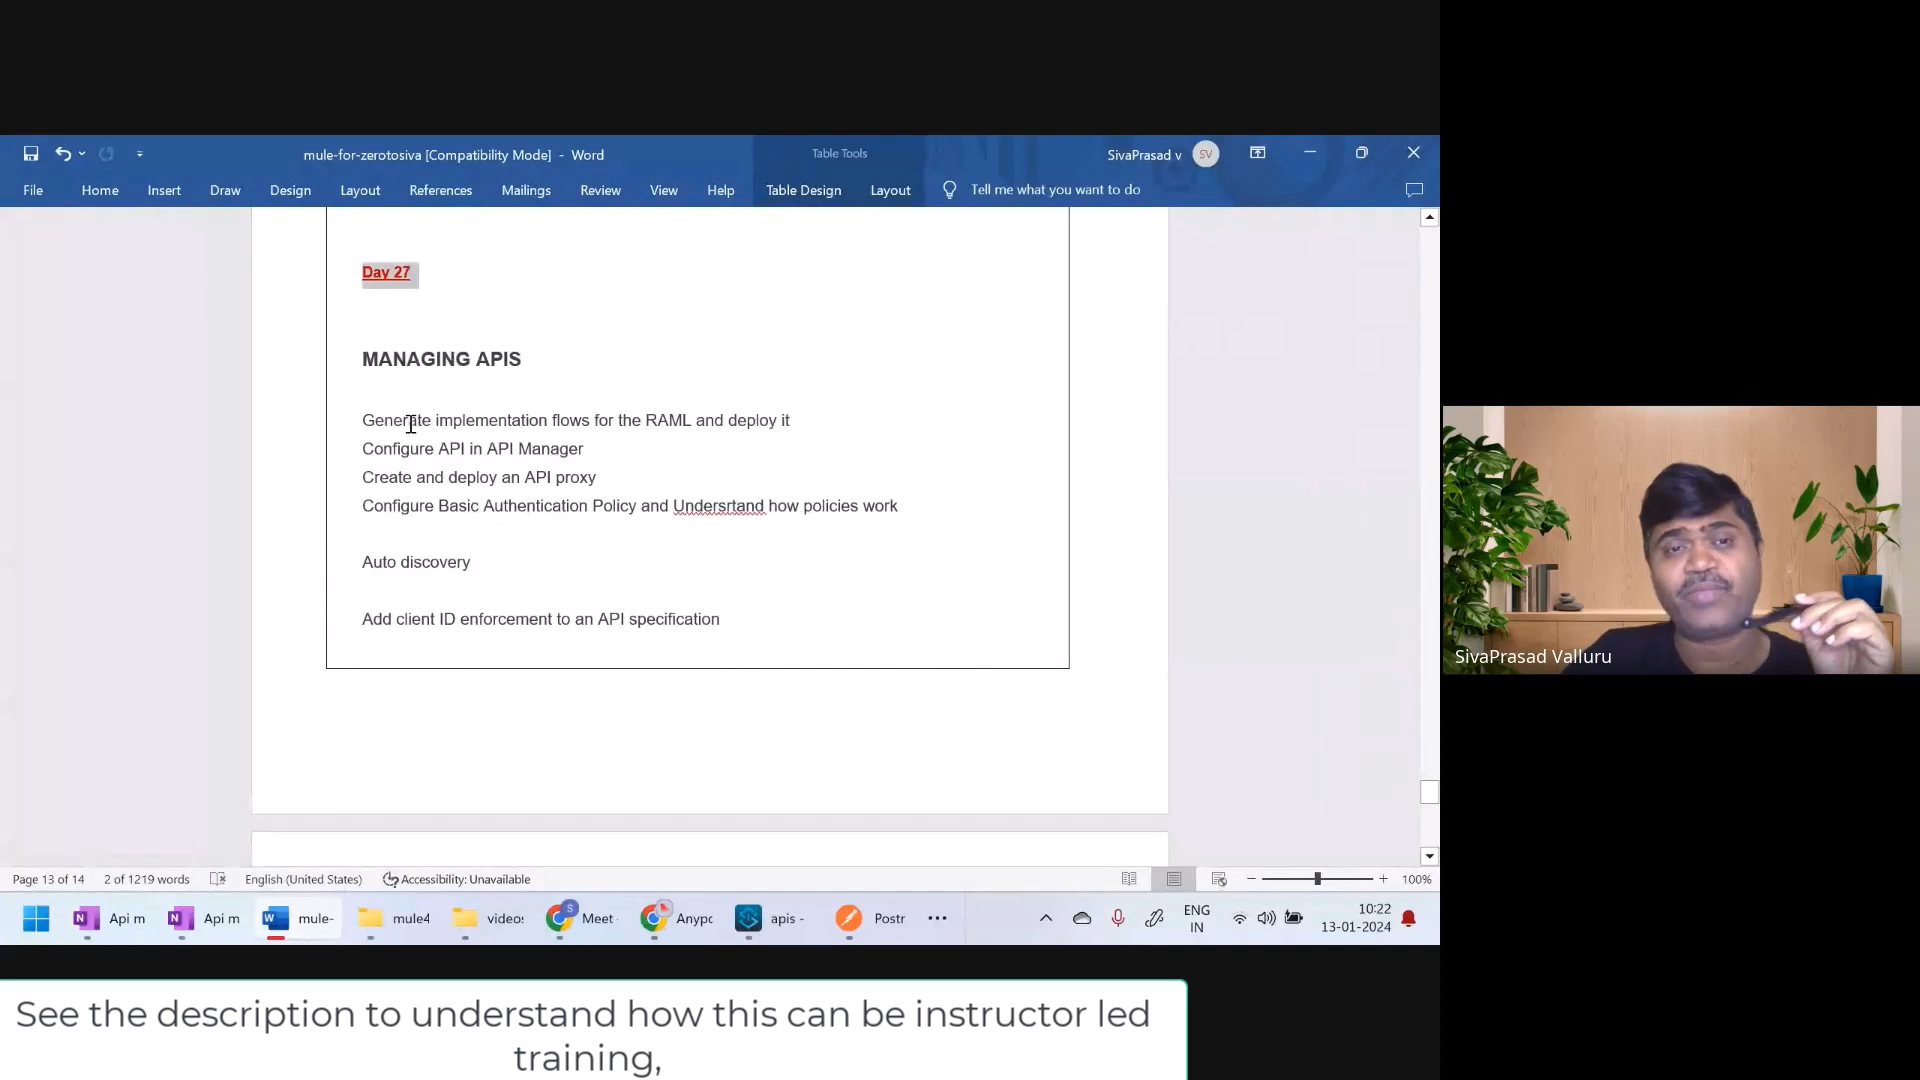 mule-for-zerotosiva [Compatibility Mode] - Word
Table Tools
SivaPrasad v
SV
File
Home
Insert
Draw
Design
Layout
References
Mailings
Review
View
Help
Table Design
Layout
Tell me what you want to do
Day 27
MANAGING APIS
Generate implementation flows for the RAML and deploy it
Configure API in API Manager
Create and deploy an API proxy
Configure Basic Authentication Policy and Undersrtand how policies work
Auto discovery
Add client ID enforcement to an API specification
SivaPrasad Valluru
Page 13 of 14
2 of 1219 words
English (United States)
Accessibility: Unavailable
100%
Api m
Api m
mule-
mule4
videos
Meet -
Anypo
apis -
Postr
ENG
IN
10:22
13-01-2024
See the description to understand how this can be instructor led
training,